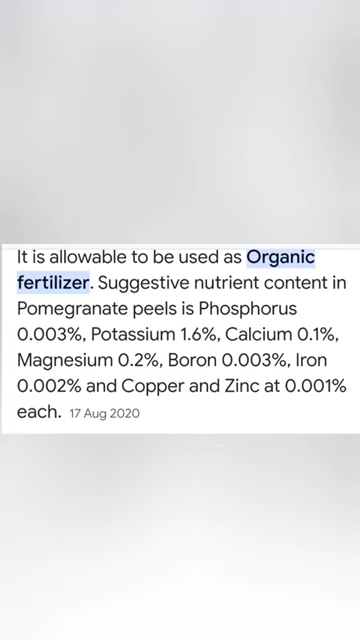 It is allowable to be used as Organic
fertilizer. Suggestive nutrient content in
Pomegranate peels is Phosphorus
0.003%, Potassium 1.6%, Calcium 0.1%,
Magnesium 0.2%, Boron 0.003%, Iron
0.002% and Copper and Zinc at 0.001%
each. 17 Aug 2020